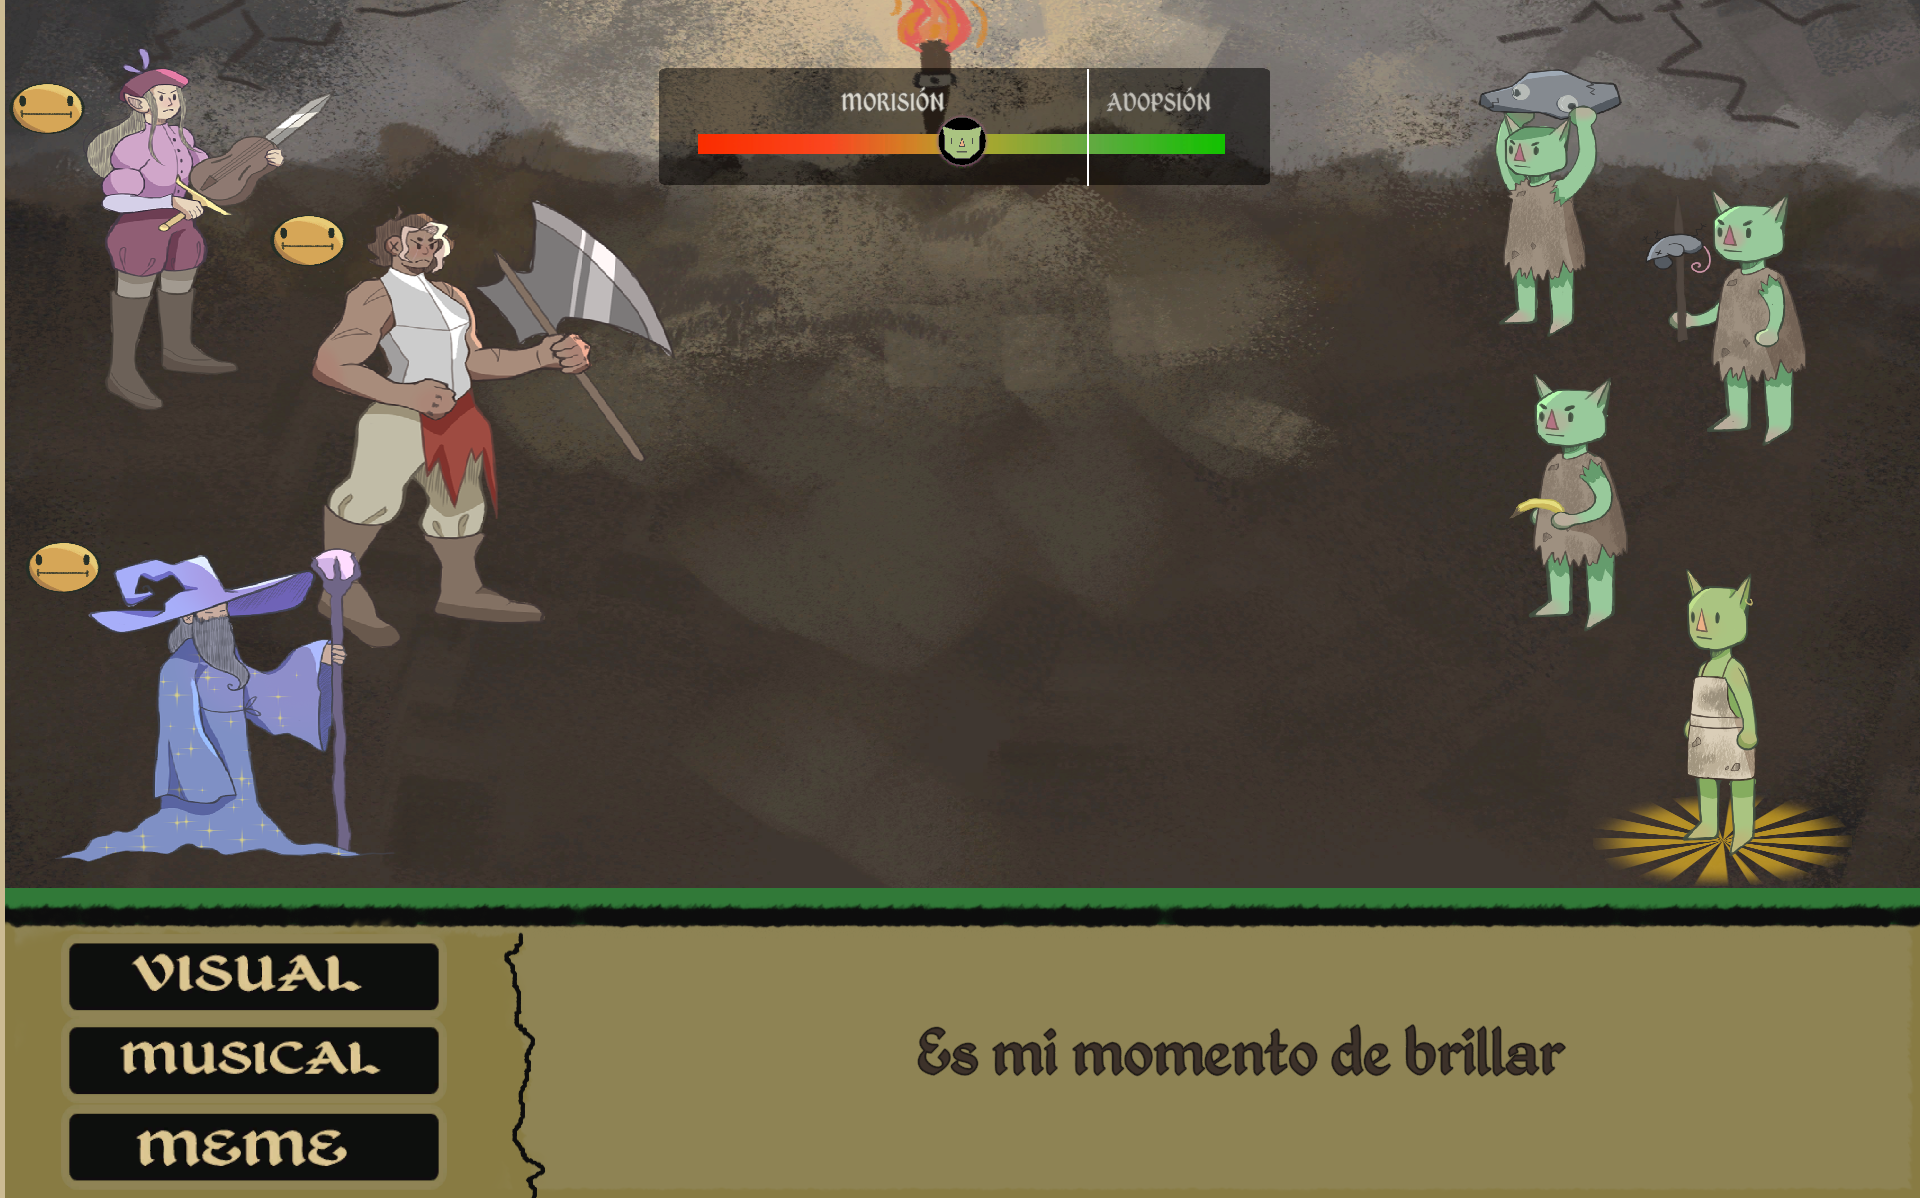 MORISIÓN
ADOPSIÓN
VISUAL
MUSICAL
MEME
Es mi momento de brillar